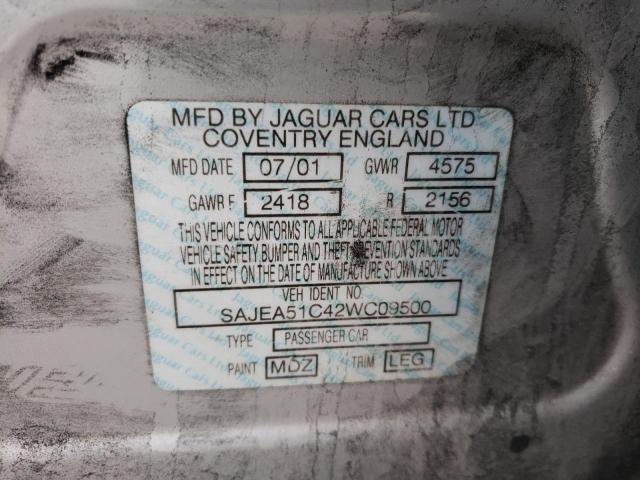 MFD BY JAGUAR CARS LTD
COVENTRY ENGLAND
MFD DATE 07/01 GVWR 4575
GAWR F 2418 R 2156
THIS VEHICLE CONFORMS TO ALL APPLICABLE FEDERAL MOTOR
VEHICLE SAFETY, BUMPER AND THEFT PREVENTION STANDARDS
IN EFFECT ON THE DATE OF MANUFACTURE SHOWN ABOVE
VEH IDENT NO.
SAJEA51C42WC09500
TYPE PASSENGER CAR
PAINT MDZ TRIM LEG